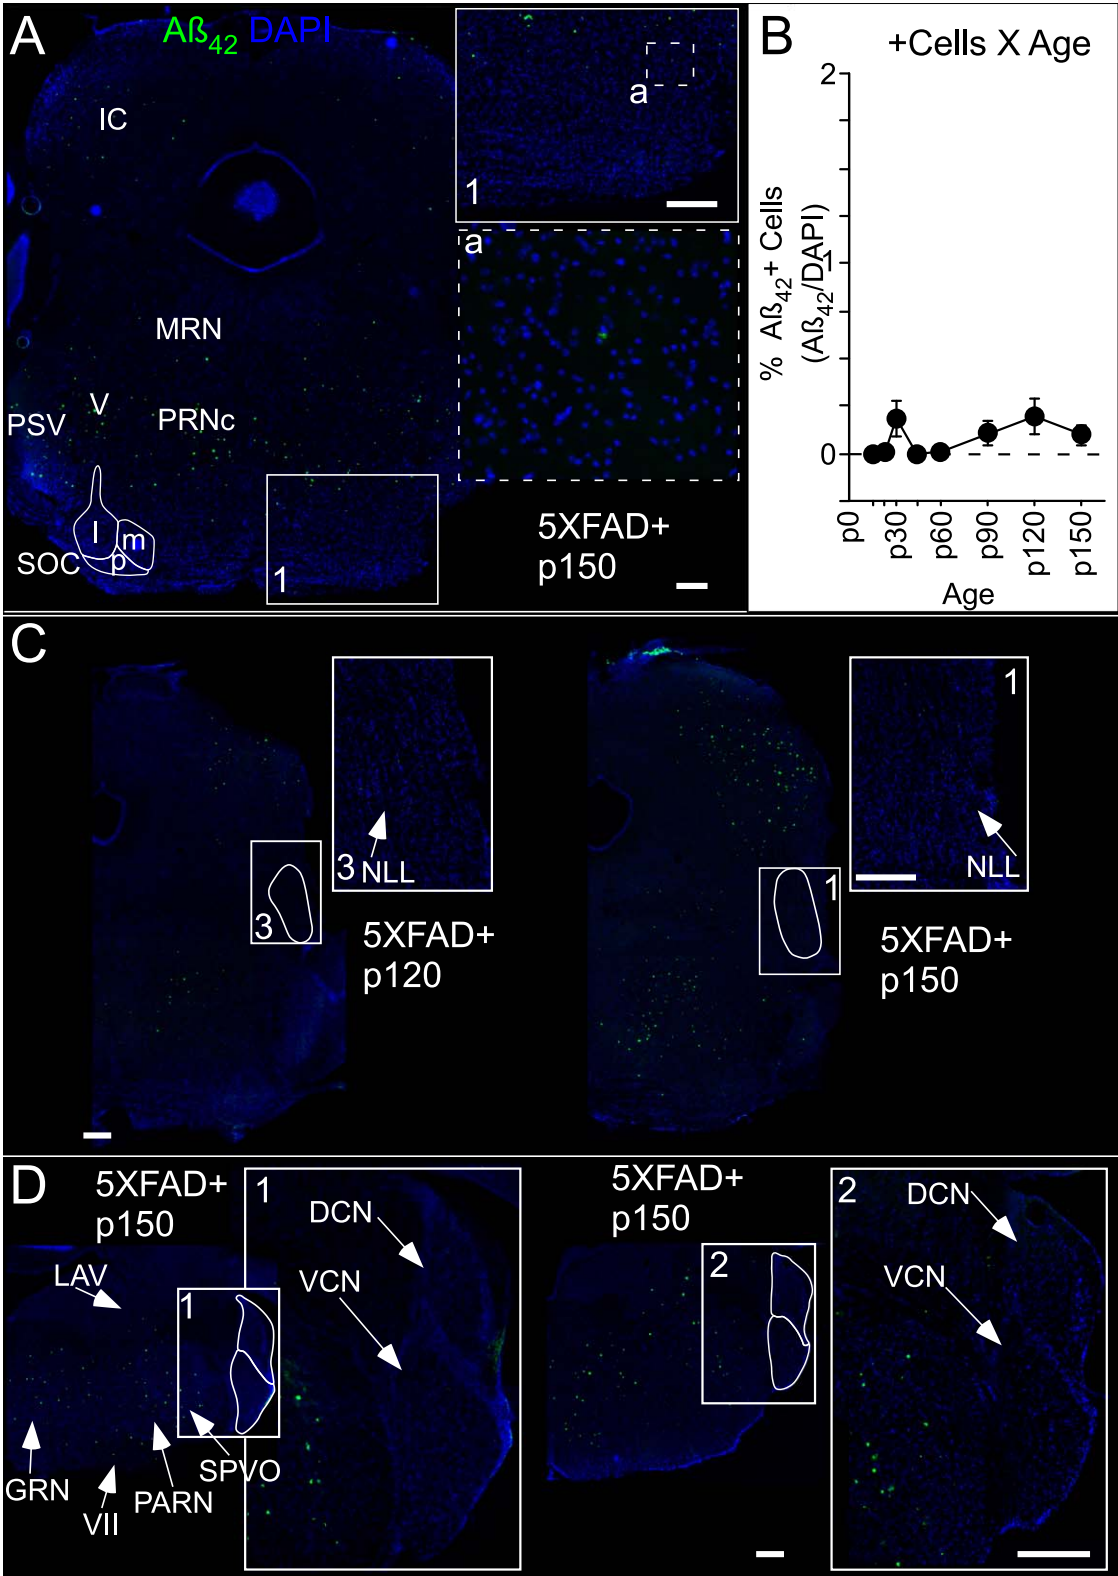 A
Aß42 DAPI
IC
MRN
V
PSV
PRNc
l
m
p
SOC
1
a
1
a
5XFAD+
p150
B
+Cells X Age
% Aß42+ Cells
(Aß42/DAPI)
2
1
0
p0
p30
p60
p90
p120
p150
Age
C
3
3
NLL
5XFAD+
p120
1
1
NLL
5XFAD+
p150
D
5XFAD+
p150
LAV
1
GRN
VII
PARN
SPVO
1
DCN
VCN
5XFAD+
p150
2
2
DCN
VCN